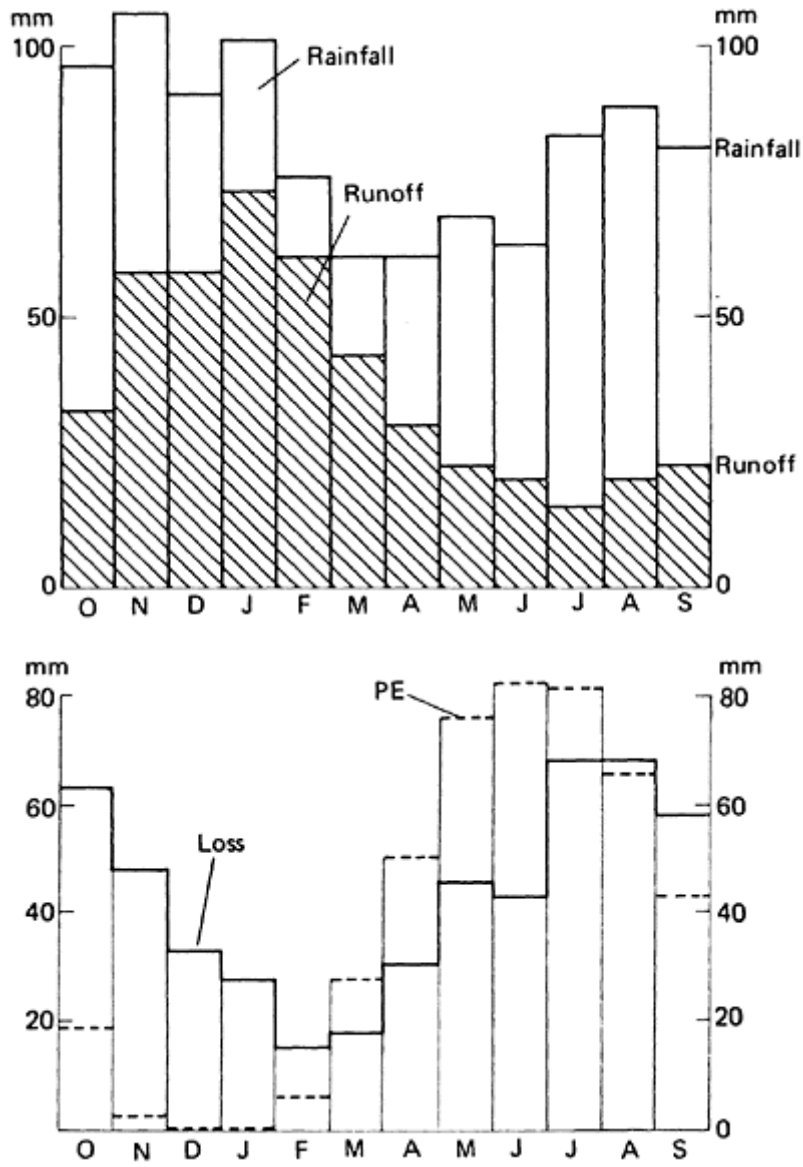 mm mm
100 100
Rainfall
Rainfall
Runoff
50 50
Runoff
0 0
O N D J F M A M J J A S
mm mm
80 PE 80
60 60
Loss
40 40
20 20
0
O N D J F M A M J J A S